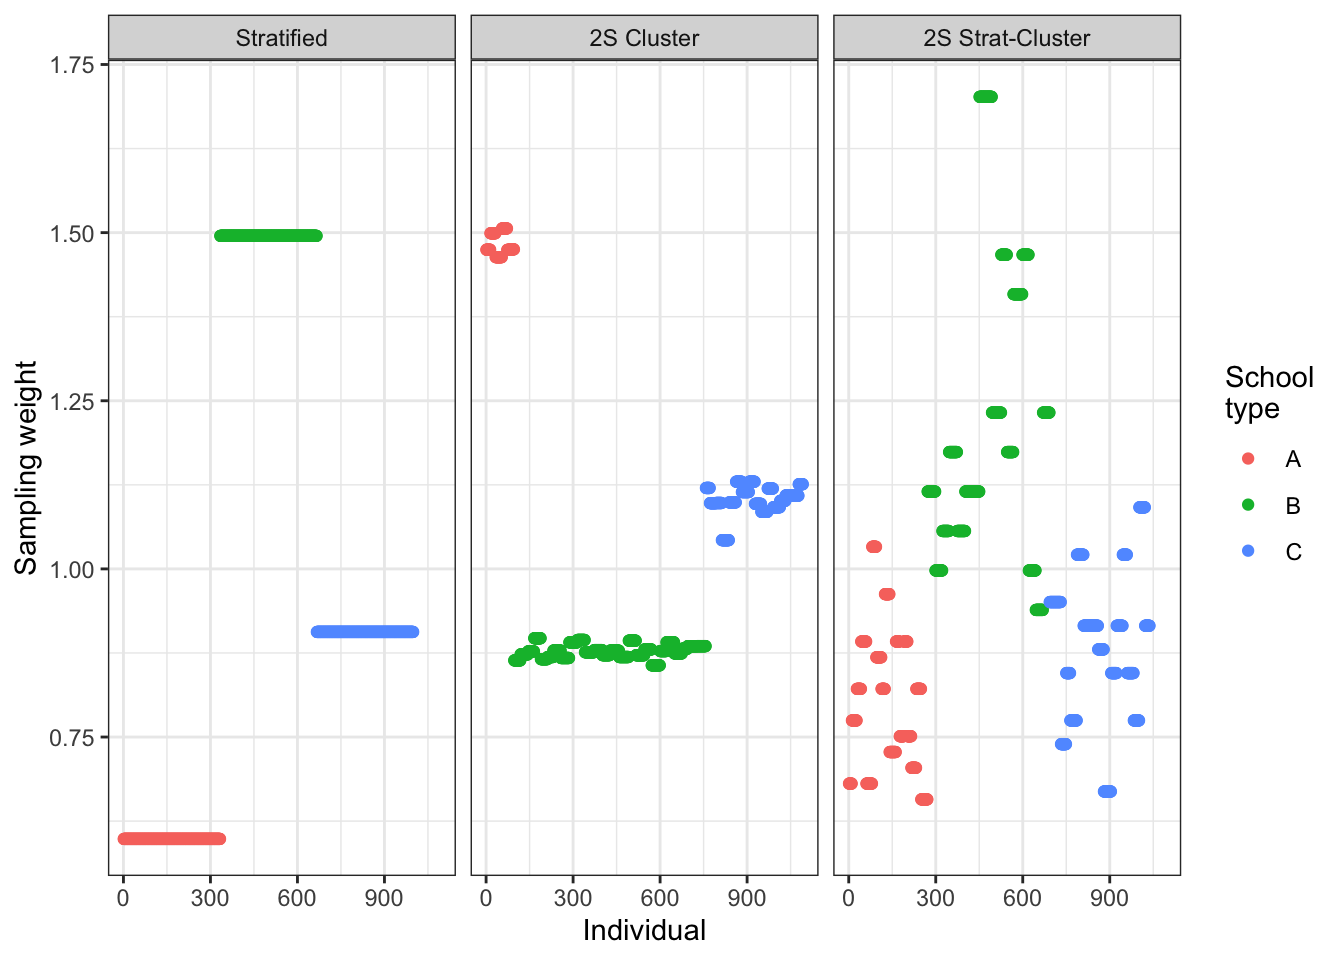 Stratified 2S Cluster 2S Strat-Cluster
1.75
1.50
1.25
1.00
0.75
Sampling weight
0 300 600 900 0 300 600 900 0 300 600 900
Individual
School
type
A
B
C